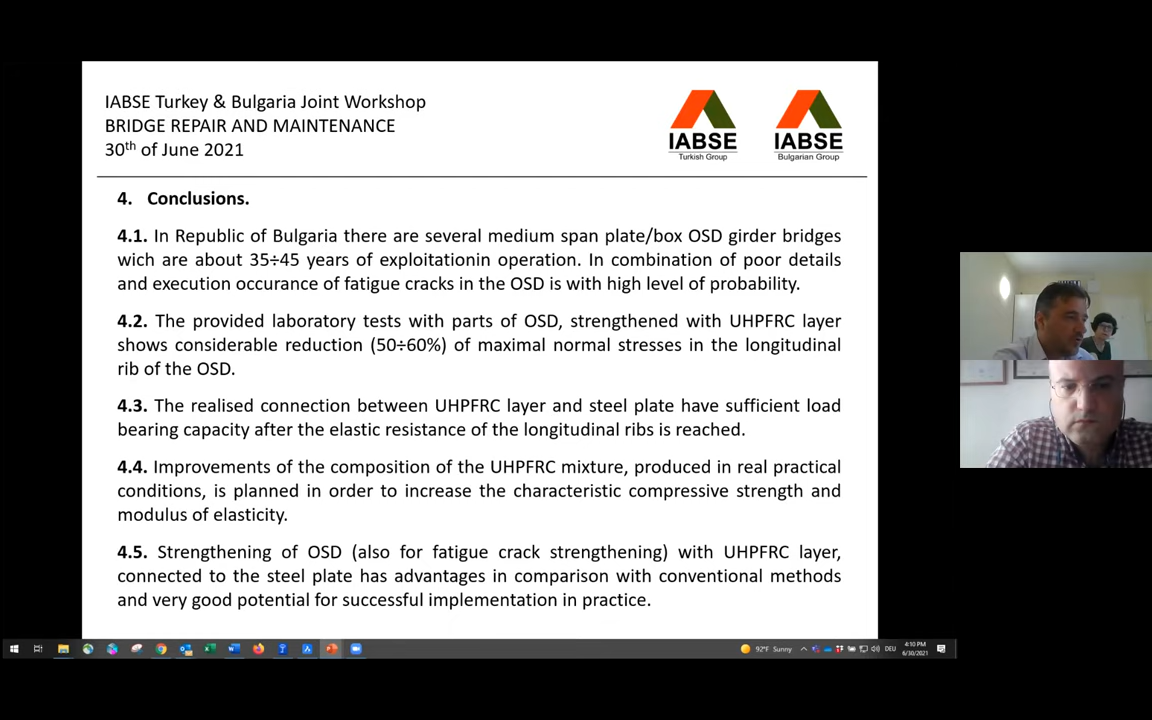 IABSE Turkey & Bulgaria Joint Workshop
BRIDGE REPAIR AND MAINTENANCE
30th of June 2021
IABSE
Turkish Group
IABSE
Bulgarian Group
4. Conclusions.
4.1. In Republic of Bulgaria there are several medium span plate/box OSD girder bridges
wich are about 35÷45 years of exploitationin operation. In combination of poor details
and execution occurance of fatigue cracks in the OSD is with high level of probability.
4.2. The provided laboratory tests with parts of OSD, strengthened with UHPFRC layer
shows considerable reduction (50÷60%) of maximal normal stresses in the longitudinal
rib of the OSD.
4.3. The realised connection between UHPFRC layer and steel plate have sufficient load
bearing capacity after the elastic resistance of the longitudinal ribs is reached.
4.4. Improvements of the composition of the UHPFRC mixture, produced in real practical
conditions, is planned in order to increase the characteristic compressive strength and
modulus of elasticity.
4.5. Strengthening of OSD (also for fatigue crack strengthening) with UHPFRC layer,
connected to the steel plate has advantages in comparison with conventional methods
and very good potential for successful implementation in practice.
92°F Sunny
DEU
4:10 PM
6/30/2021